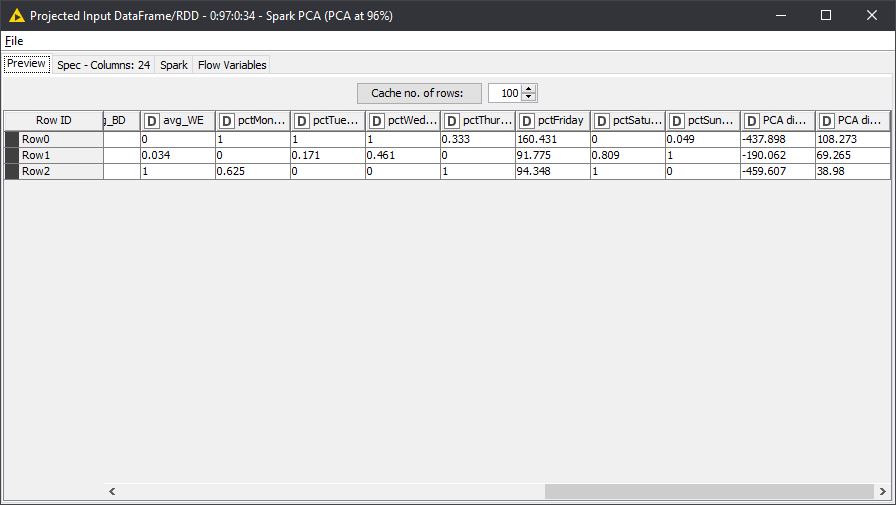 Projected Input DataFrame/RDD - 0:97:0:34 - Spark PCA (PCA at 96%)
File
Preview Spec - Columns: 24 Spark Flow Variables
Cache no. of rows: 100
Row ID g_BD D avg_WE D pctMon... D pctTue... D pctWed... D pctThur... D pctFriday D pctSatu... D pctSun... D PCA di... D PCA di...
Row0 0 1 1 1 0.333 160.431 0 0.049 -437.898 108.273
Row1 0.034 0 0.171 0.461 0 91.775 0.809 1 -190.062 69.265
Row2 1 0.625 0 0 1 94.348 1 0 -459.607 38.98